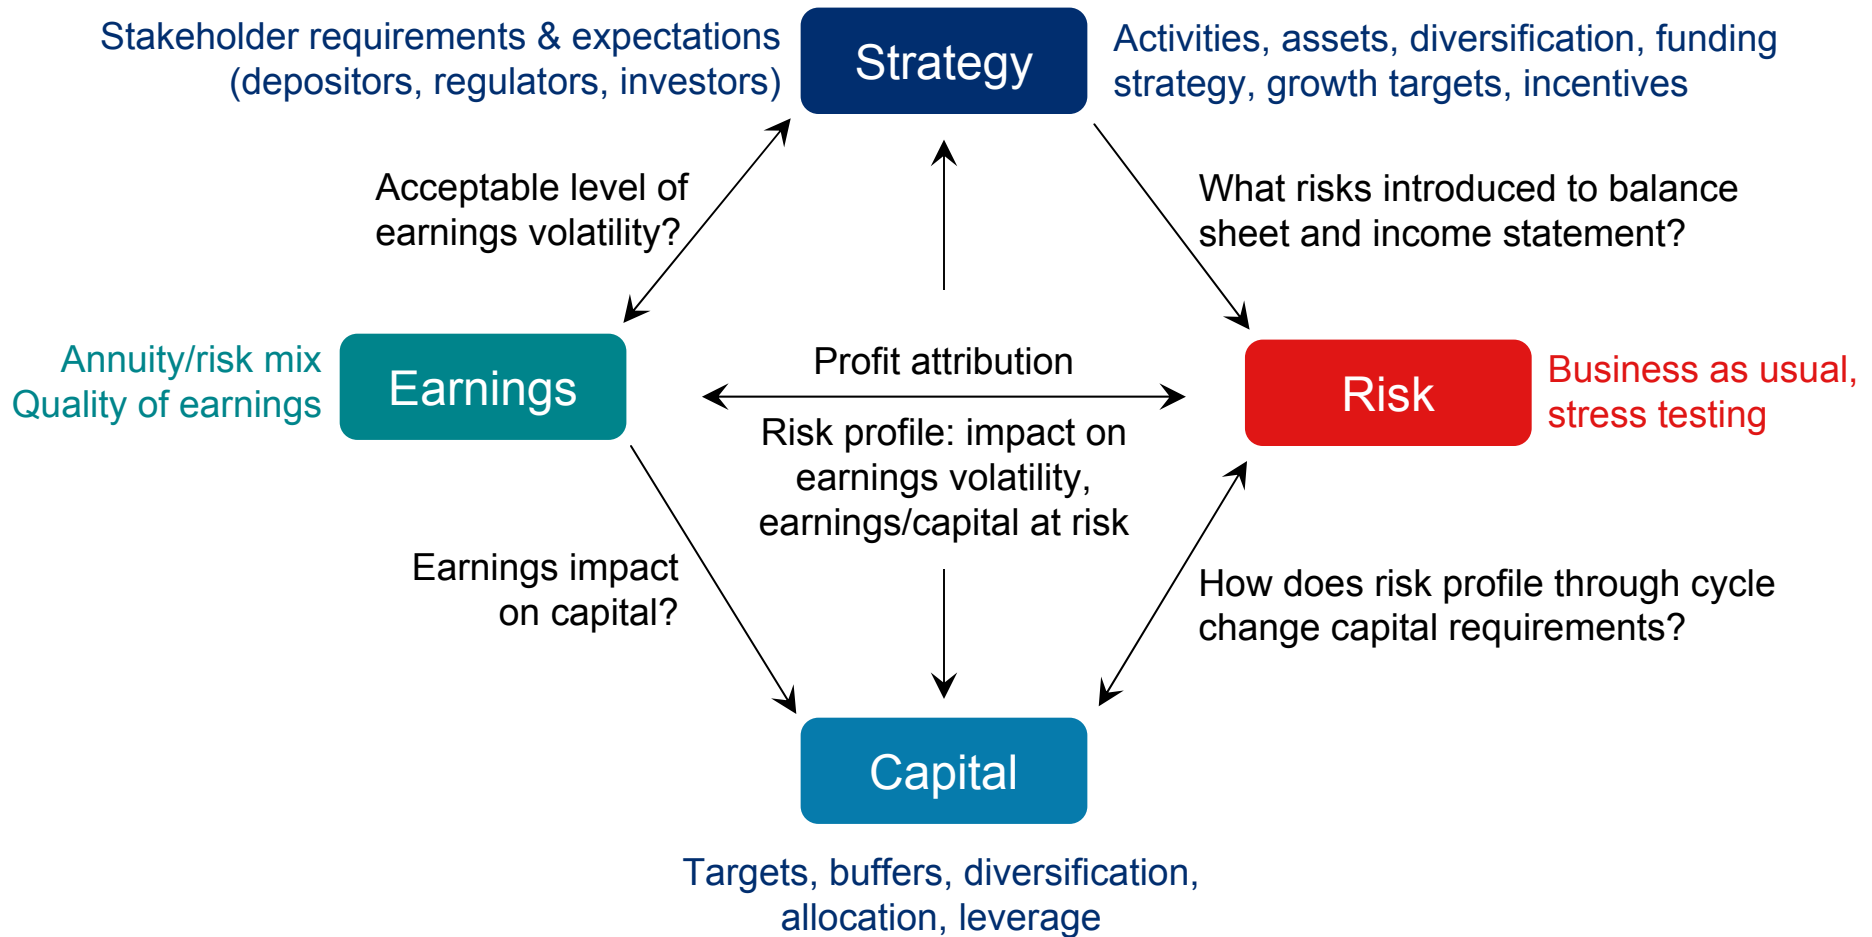 Stakeholder requirements & expectations
(depositors, regulators, investors)
Strategy
Activities, assets, diversification, funding
strategy, growth targets, incentives
Acceptable level of
earnings volatility?
What risks introduced to balance
sheet and income statement?
Annuity/risk mix
Quality of earnings
Earnings
Profit attribution
Risk profile: impact on
earnings volatility,
earnings/capital at risk
Risk
Business as usual,
stress testing
Earnings impact
on capital?
How does risk profile through cycle
change capital requirements?
Capital
Targets, buffers, diversification,
allocation, leverage